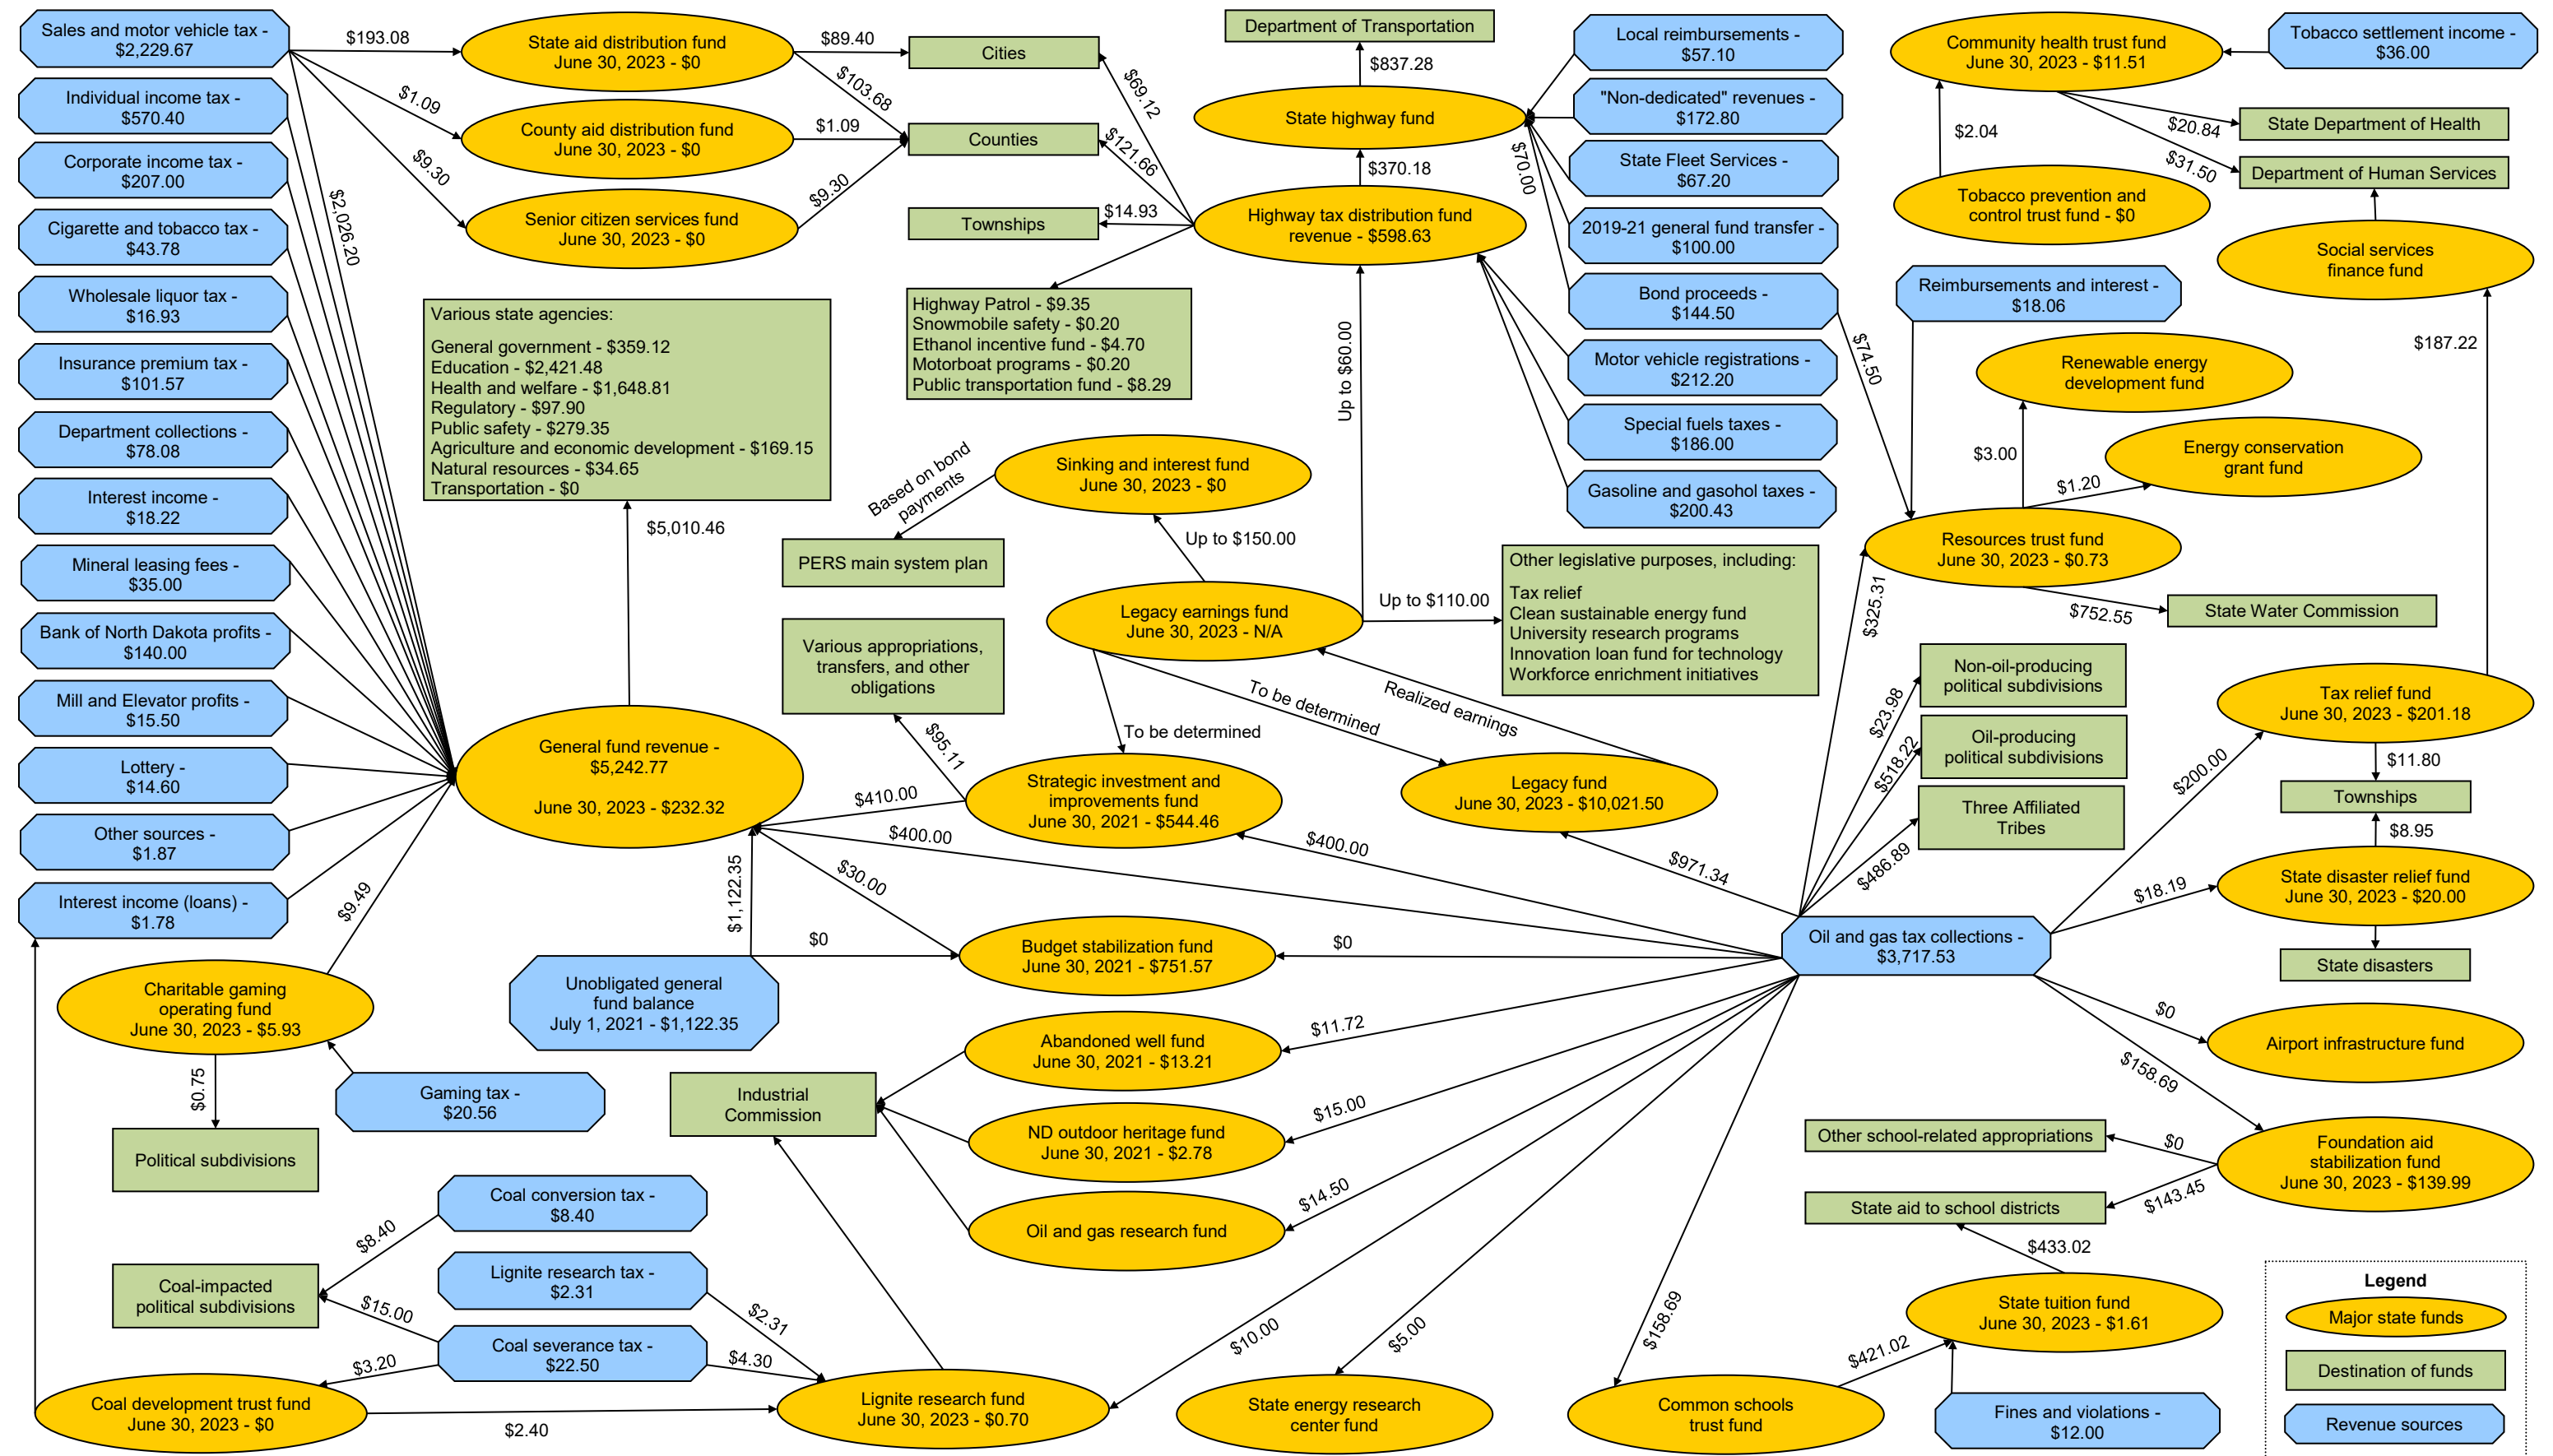 Sales and motor vehicle tax -
$2,229.67
Individual income tax -
$570.40
Corporate income tax -
$207.00
Cigarette and tobacco tax -
$43.78
Wholesale liquor tax -
$16.93
Insurance premium tax -
$101.57
Department collections -
$78.08
Interest income -
$18.22
Mineral leasing fees -
$35.00
Bank of North Dakota profits -
$140.00
Mill and Elevator profits -
$15.50
Lottery -
$14.60
Other sources -
$1.87
Interest income (loans) -
$1.78
$193.08
$1.09
$9.30
$2,026.20
State aid distribution fund
June 30, 2023 - $0
County aid distribution fund
June 30, 2023 - $0
Senior citizen services fund
June 30, 2023 - $0
$89.40
$103.68
$1.09
$9.30
Cities
Counties
Townships
$69.12
$121.66
$14.93
Various state agencies:
General government - $359.12
Education - $2,421.48
Health and welfare - $1,648.81
Regulatory - $97.90
Public safety - $279.35
Agriculture and economic development - $169.15
Natural resources - $34.65
Transportation - $0
$5,010.46
General fund revenue -
$5,242.77
June 30, 2023 - $232.32
Highway Patrol - $9.35
Snowmobile safety - $0.20
Ethanol incentive fund - $4.70
Motorboat programs - $0.20
Public transportation fund - $8.29
Department of Transportation
$837.28
State highway fund
$370.18
Highway tax distribution fund
revenue - $598.63
Up to $60.00
$70.00
Local reimbursements -
$57.10
"Non-dedicated" revenues -
$172.80
State Fleet Services -
$67.20
2019-21 general fund transfer -
$100.00
Bond proceeds -
$144.50
Motor vehicle registrations -
$212.20
Special fuels taxes -
$186.00
Gasoline and gasohol taxes -
$200.43
$74.50
Community health trust fund
June 30, 2023 - $11.51
Tobacco settlement income -
$36.00
$2.04
$20.84
$31.50
State Department of Health
Department of Human Services
Tobacco prevention and
control trust fund - $0
Social services
finance fund
$187.22
Reimbursements and interest -
$18.06
Renewable energy
development fund
$3.00
Energy conservation
grant fund
$1.20
Resources trust fund
June 30, 2023 - $0.73
$752.55
State Water Commission
$325.31
Sinking and interest fund
June 30, 2023 - $0
Based on bond
payments
PERS main system plan
Up to $150.00
Legacy earnings fund
June 30, 2023 - N/A
Up to $110.00
Other legislative purposes, including:
Tax relief
Clean sustainable energy fund
University research programs
Innovation loan fund for technology
Workforce enrichment initiatives
Various appropriations,
transfers, and other
obligations
$95.11
To be determined
To be determined
Realized earnings
Strategic investment and
improvements fund
June 30, 2021 - $544.46
Legacy fund
June 30, 2023 - $10,021.50
$410.00
$400.00
$400.00
$971.34
$30.00
$1,122.35
$0
Budget stabilization fund
June 30, 2021 - $751.57
$0
Unobligated general
fund balance
July 1, 2021 - $1,122.35
Non-oil-producing
political subdivisions
$23.98
Oil-producing
political subdivisions
$518.22
Three Affiliated
Tribes
$486.89
Oil and gas tax collections -
$3,717.53
$200.00
Tax relief fund
June 30, 2023 - $201.18
$11.80
Townships
$8.95
$18.19
State disaster relief fund
June 30, 2023 - $20.00
State disasters
$0
Airport infrastructure fund
$158.69
Foundation aid
stabilization fund
June 30, 2023 - $139.99
$0
Other school-related appropriations
$143.45
State aid to school districts
$433.02
State tuition fund
June 30, 2023 - $1.61
$421.02
Common schools
trust fund
Fines and violations -
$12.00
$158.69
$9.49
Charitable gaming
operating fund
June 30, 2023 - $5.93
$0.75
Political subdivisions
Gaming tax -
$20.56
Industrial
Commission
Abandoned well fund
June 30, 2021 - $13.21
$11.72
ND outdoor heritage fund
June 30, 2021 - $2.78
$15.00
Oil and gas research fund
$14.50
Coal conversion tax -
$8.40
$8.40
Coal-impacted
political subdivisions
Lignite research tax -
$2.31
$15.00
$2.31
Coal severance tax -
$22.50
$3.20
$4.30
Coal development trust fund
June 30, 2023 - $0
$2.40
Lignite research fund
June 30, 2023 - $0.70
$10.00
$5.00
State energy research
center fund
Legend
Major state funds
Destination of funds
Revenue sources